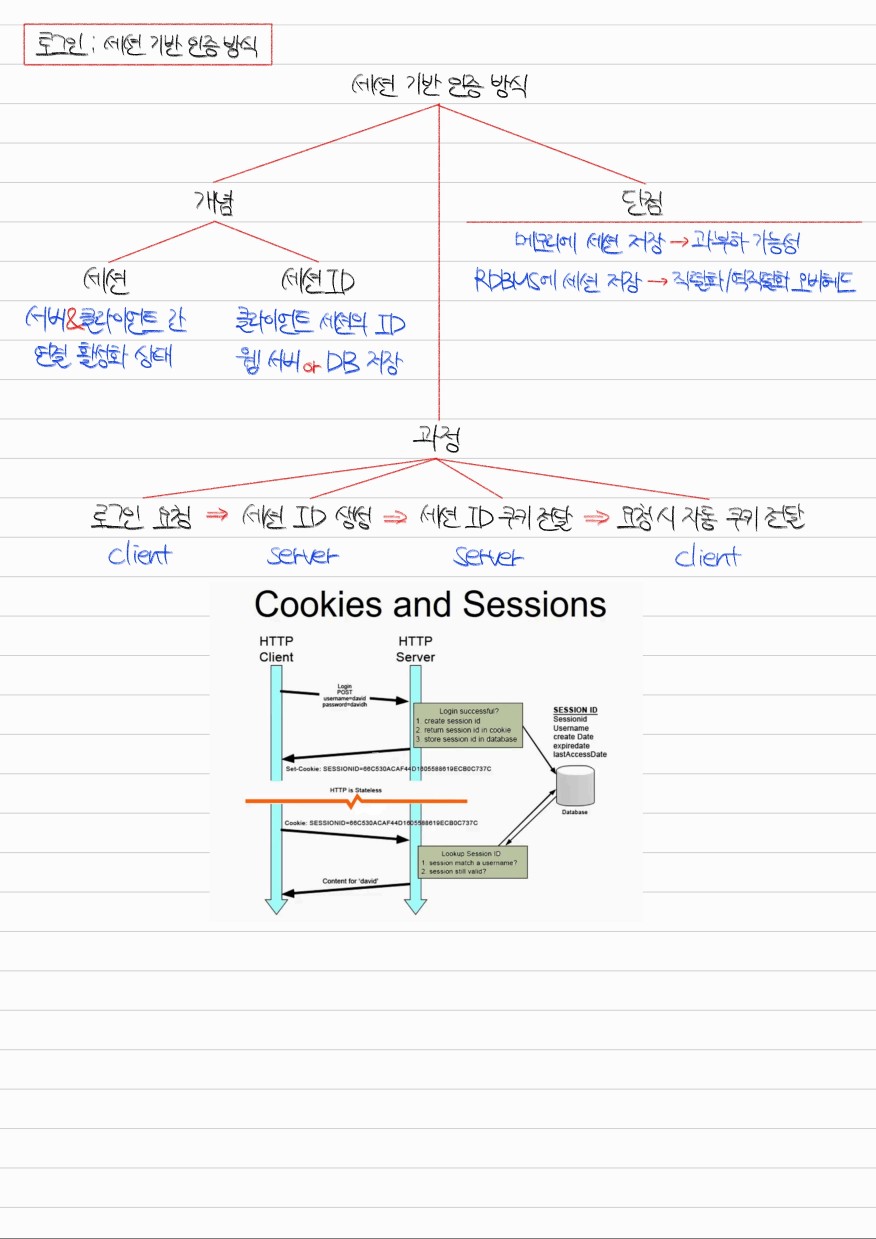 로그인 : 세션 기반 인증 방식
세션 기반 인증 방식
개념
단점
메모리에 세션 저장 → 과부하 가능성
RDBMS에 세션 저장 → 직렬화/역직렬화 오버헤드
세션
세션 ID
서버&클라이언트 간
연결 활성화 상태
클라이언트 세션의 ID
웹 서버 or DB 저장
과정
로그인 요청 ⇒ 세션 ID 생성 ⇒ 세션 ID 쿠키 전달 ⇒ 요청 시 자동 쿠키 전달
client server server client
Cookies and Sessions
HTTP
Client
HTTP
Server
Login
POST
username=david
password=davidh
Login successful?
1. create session id
2. return session id in cookie
3. store session id in database
SESSION ID
Sessionid
Username
create Date
expiredate
lastAccessDate
Database
Set-Cookie: SESSIONID=66C530ACAF44D1605588619ECB0C737C
HTTP is Stateless
Cookie: SESSIONID=66C530ACAF44D1605588619ECB0C737C
Lookup Session ID
1. session match a username?
2. session still valid?
Content for 'david'